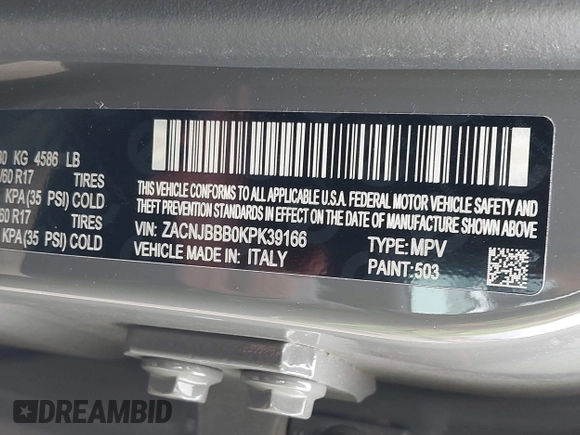 KG 4586 LB
/60 R17 TIRES
KPA(35 PSI) COLD
/60 R17 TIRES
KPA(35 PSI) COLD
THIS VEHICLE CONFORMS TO ALL APPLICABLE U.S.A. FEDERAL MOTOR VEHICLE SAFETY AND
THEFT PREVENTION STANDARDS IN EFFECT ON THE DATE OF MANUFACTURE SHOWN ABOVE
VIN: ZACNJBBB0KPK39166 TYPE:MPV
VEHICLE MADE IN: ITALY PAINT:503
DREAMBID